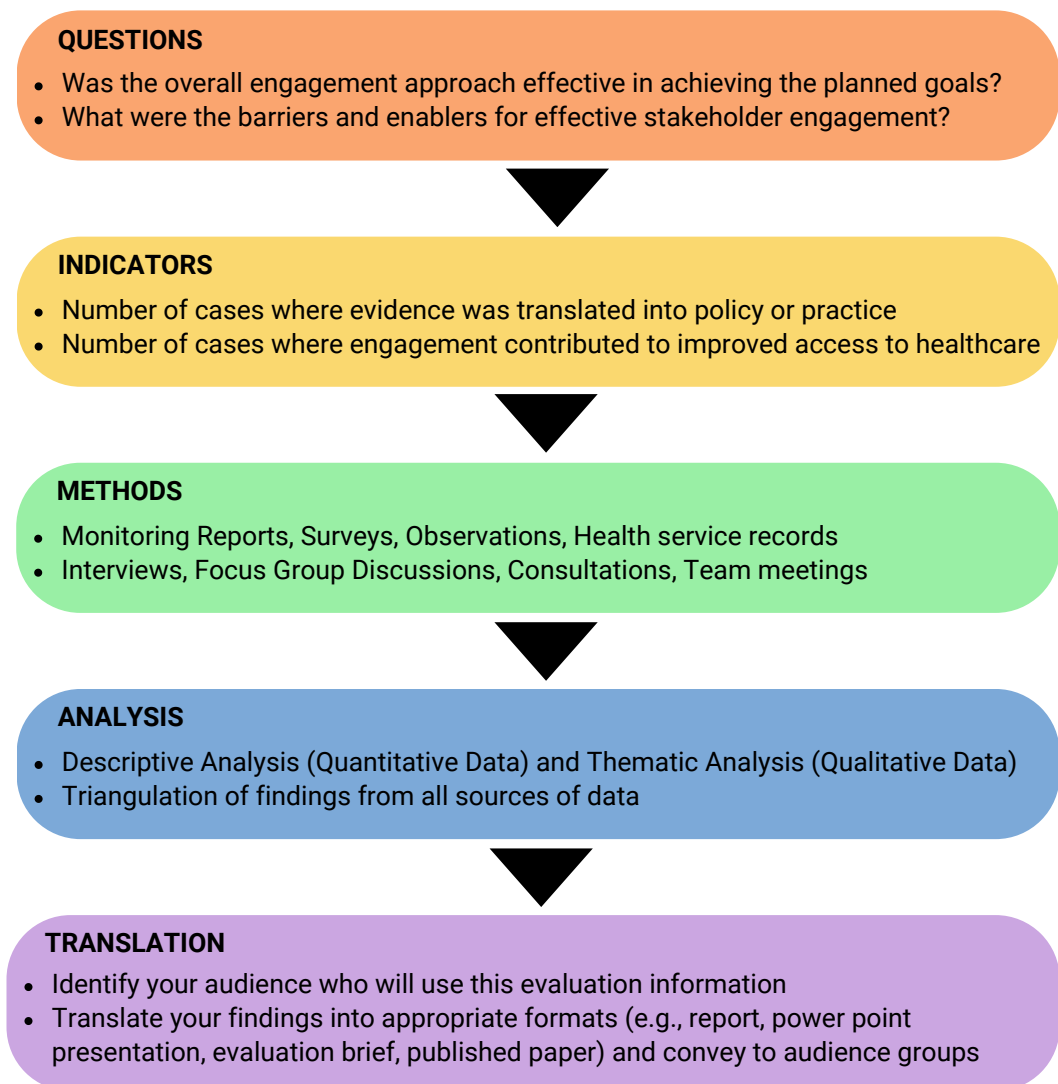 QUESTIONS
• Was the overall engagement approach effective in achieving the planned goals?
• What were the barriers and enablers for effective stakeholder engagement?
INDICATORS
• Number of cases where evidence was translated into policy or practice
• Number of cases where engagement contributed to improved access to healthcare
METHODS
• Monitoring Reports, Surveys, Observations, Health service records
• Interviews, Focus Group Discussions, Consultations, Team meetings
ANALYSIS
• Descriptive Analysis (Quantitative Data) and Thematic Analysis (Qualitative Data)
• Triangulation of findings from all sources of data
TRANSLATION
• Identify your audience who will use this evaluation information
• Translate your findings into appropriate formats (e.g., report, power point
presentation, evaluation brief, published paper) and convey to audience groups